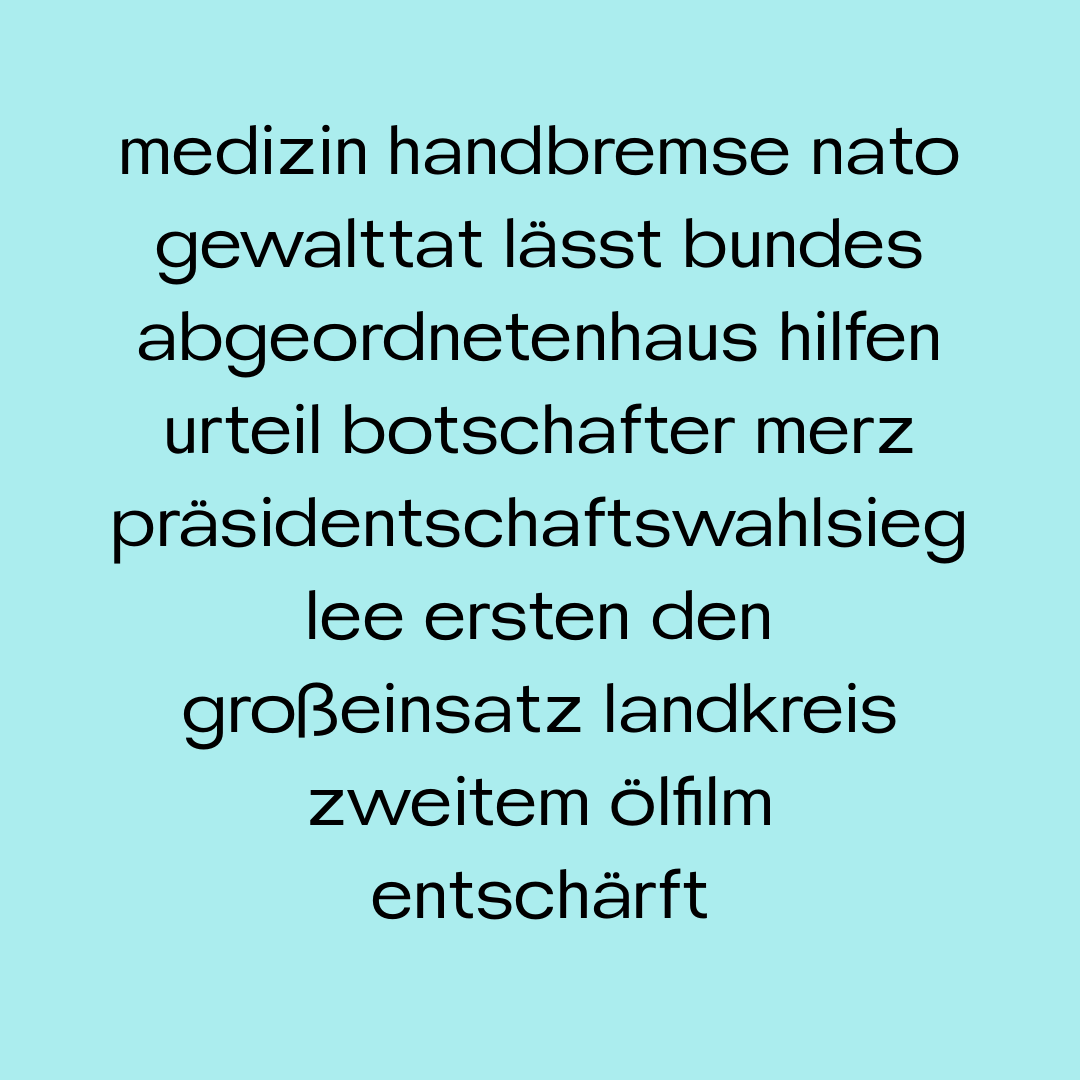 medizin handbremse nato
gewalttat lässt bundes
abgeordnetenhaus hilfen
urteil botschafter merz
präsidentschaftswahlsieg
lee ersten den
großeinsatz landkreis
zweitem ölfilm
entschärft